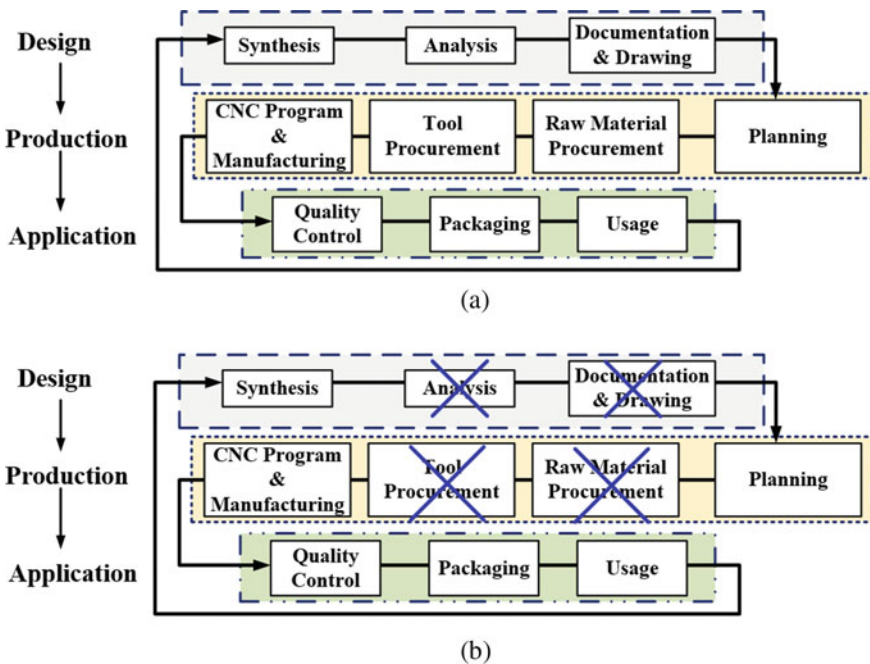 Design
Synthesis
Analysis
Documentation
& Drawing
Production
CNC Program
&
Manufacturing
Tool
Procurement
Raw Material
Procurement
Planning
Application
Quality
Control
Packaging
Usage
(a)
Design
Synthesis
Analysis
Documentation
& Drawing
Production
CNC Program
&
Manufacturing
Tool
Procurement
Raw Material
Procurement
Planning
Application
Quality
Control
Packaging
Usage
(b)